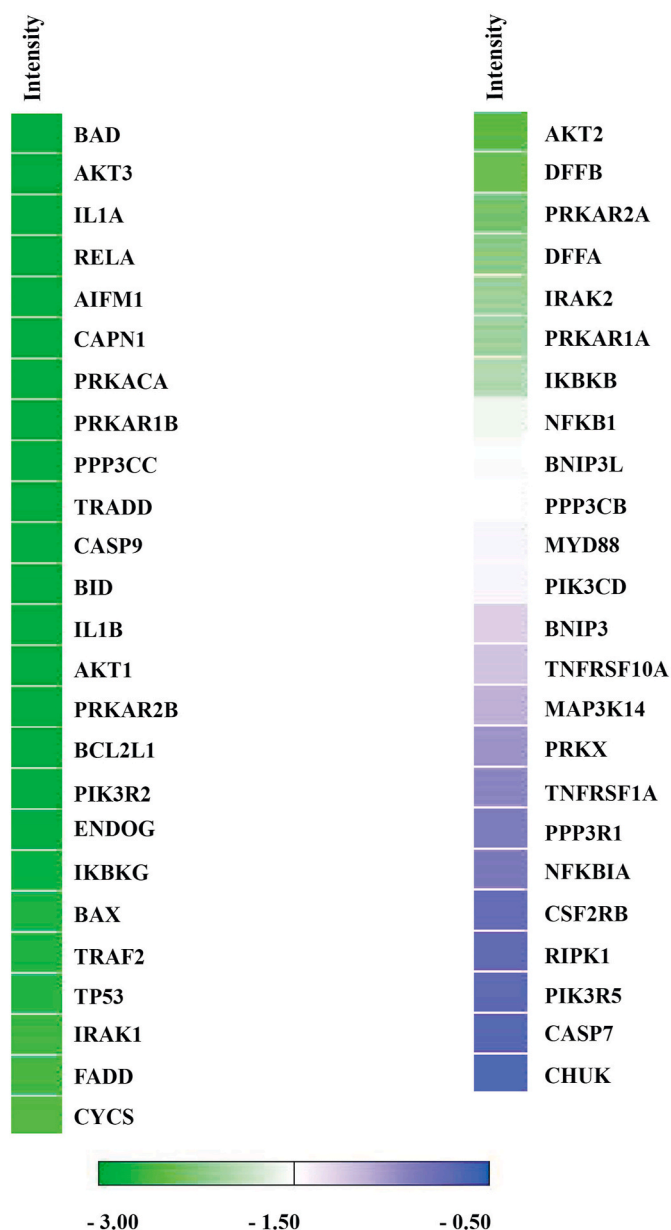 Intensity
BAD
AKT3
IL1A
RELA
AIFM1
CAPN1
PRKACA
PRKAR1B
PPP3CC
TRADD
CASP9
BID
IL1B
AKT1
PRKAR2B
BCL2L1
PIK3R2
ENDOG
IKBKG
BAX
TRAF2
TP53
IRAK1
FADD
CYCS
Intensity
AKT2
DFFB
PRKAR2A
DFFA
IRAK2
PRKAR1A
IKBKB
NFKB1
BNIP3L
PPP3CB
MYD88
PIK3CD
BNIP3
TNFRSF10A
MAP3K14
PRKX
TNFRSF1A
PPP3R1
NFKBIA
CSF2RB
RIPK1
PIK3R5
CASP7
CHUK
- 3.00 - 1.50 - 0.50